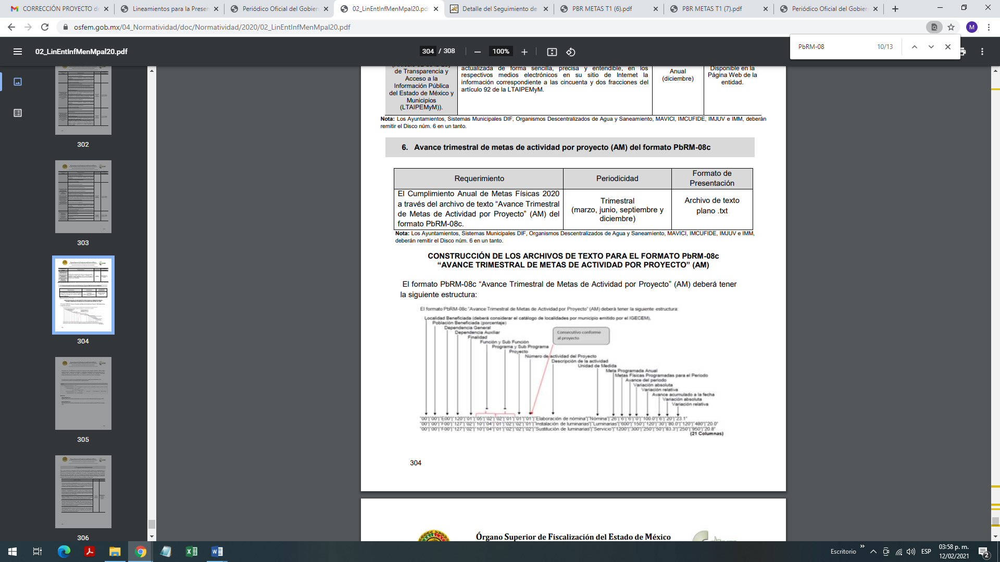 CORRECCIÓN PROYECTO d
Lineamientos para la Presen
Periódico Oficial del Gobier
02_LinEntInfMenMpal20.pdf
Detalle del Seguimiento de
PBR METAS T1 (6).pdf
PBR METAS T1 (7).pdf
Periódico Oficial del Gobier
osfem.gob.mx/04_Normatividad/doc/Normatividad/2020/02_LinEntInfMenMpal20.pdf
M
PbRM-08
10/13
02_LinEntInfMenMpal20.pdf
304 / 308
100%
302
303
304
305
306
de Transparencia y
Acceso a la
Información Pública
del Estado de México y
Municipios
(LTAIPEMyM)).
actualizada de forma sencilla, precisa y entendible, en los
respectivos medios electrónicos en su sitio de Internet la
información correspondiente a las cincuenta y dos fracciones del
artículo 92 de la LTAIPEMyM.
Anual
(diciembre)
Disponible en la
Página Web de la
entidad.
Nota: Los Ayuntamientos, Sistemas Municipales DIF, Organismos Descentralizados de Agua y Saneamiento, MAVICI, IMCUFIDE, IMJUV e IMM, deberán
remitir el Disco núm. 6 en un tanto.
6. Avance trimestral de metas de actividad por proyecto (AM) del formato PbRM-08c
Requerimiento
Periodicidad
Formato de
Presentación
El Cumplimiento Anual de Metas Físicas 2020
a través del archivo de texto “Avance Trimestral
de Metas de Actividad por Proyecto” (AM) del
formato PbRM-08c.
Trimestral
(marzo, junio, septiembre y
diciembre)
Archivo de texto
plano .txt
Nota: Los Ayuntamientos, Sistemas Municipales DIF, Organismos Descentralizados de Agua y Saneamiento, MAVICI, IMCUFIDE, IMJUV e IMM,
deberán remitir el Disco núm. 6 en un tanto.
CONSTRUCCIÓN DE LOS ARCHIVOS DE TEXTO PARA EL FORMATO PbRM-08c
“AVANCE TRIMESTRAL DE METAS DE ACTIVIDAD POR PROYECTO” (AM)
El formato PbRM-08c “Avance Trimestral de Metas de Actividad por Proyecto” (AM) deberá tener
la siguiente estructura:
El formato PbRM-08c "Avance Trimestral de Metas de Actividad por Proyecto" (AM) deberá tener la siguiente estructura:
Localidad Beneficiada (deberá considerar el catálogo de localidades por municipio emitido por el IGECEM),
Población Beneficiada (porcentaje)
Dependencia General
Dependencia Auxiliar
Finalidad
Función y Sub Función
Programa y Sub Programa
Proyecto
Número de actividad del Proyecto
Descripción de la actividad
Unidad de Medida
Meta Programada Anual
Metas Físicas Programadas para el Periodo
Avance del periodo
Variación absoluta
Variación relativa
Avance acumulado a la fecha
Variación absoluta
Variación relativa
Consecutivo conforme
al proyecto
"00"|"00"|"E00"|"120"|"01"|"05"|"02"|"02"|"01"|"01"|"01"|"Elaboración de nómina"|"Nómina"|"26"|"6"|"6"|"0"|"100.0"|"6"|"20"|"23.1"
"00"|"00"|"F00"|"127"|"02"|"10"|"04"|"01"|"02"|"02"|"01"|"Instalación de luminarias"|"Luminarias"|"600"|"150"|"120"|"30"|"80.0"|"120"|"480"|"20.0"
"00"|"00"|"F00"|"127"|"02"|"10"|"04"|"01"|"02"|"02"|"02"|"Sustitución de luminarias"|"Servicio"|"1200"|"300"|"250"|"50"|"83.3"|"250"|"950"|"20.8"
(21 Columnas)
304
Órgano Superior de Fiscalización del Estado de México
Escritorio
ESP
03:58 p. m.
12/02/2021
2